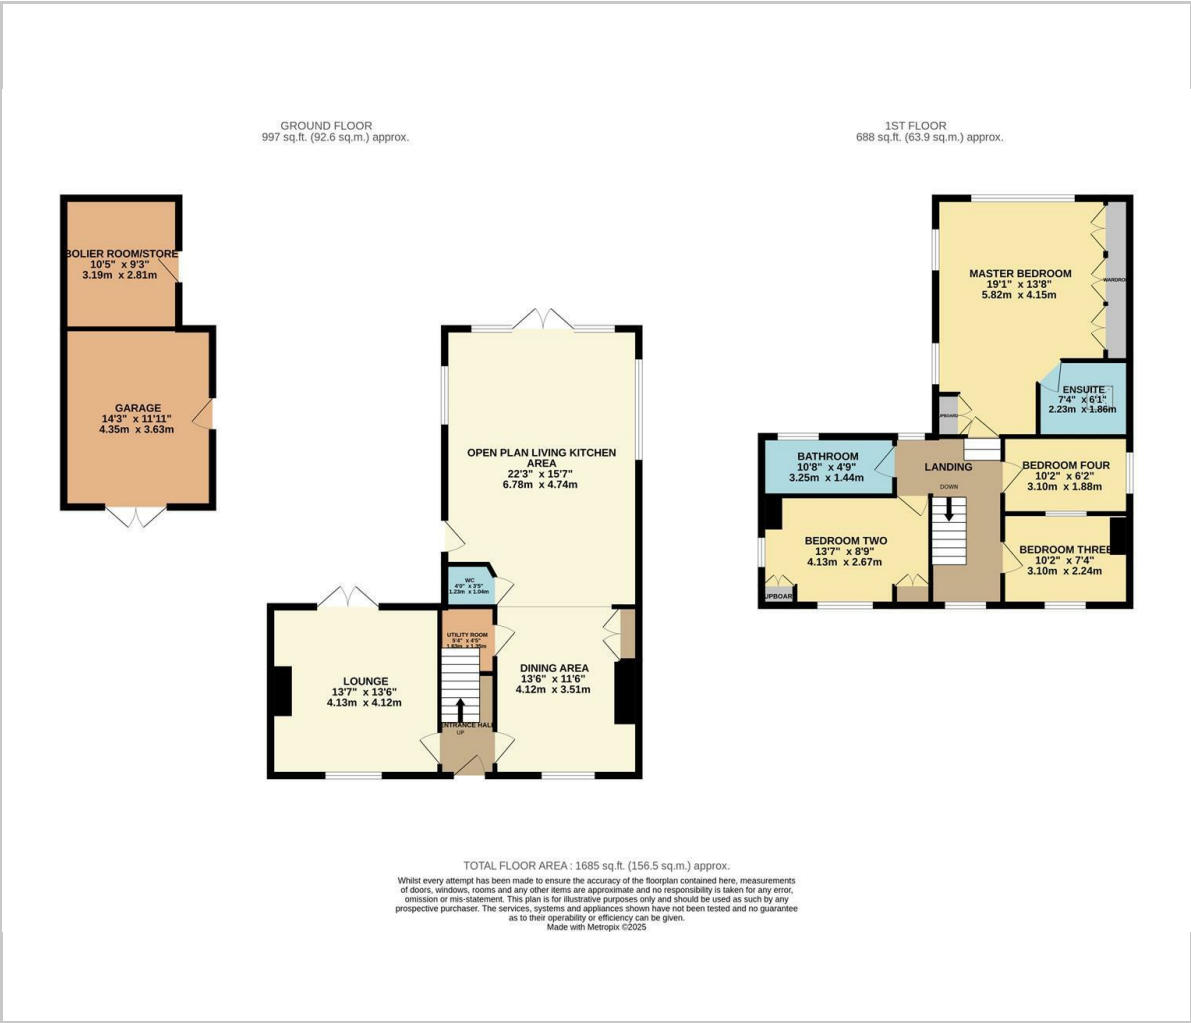 GROUND FLOOR
997 sq.ft. (92.6 sq.m.) approx.
1ST FLOOR
688 sq.ft. (63.9 sq.m.) approx.
BOLIER ROOM/STORE
10'5" x 9'3"
3.19m x 2.81m
GARAGE
14'3" x 11'11"
4.35m x 3.63m
OPEN PLAN LIVING KITCHEN
AREA
22'3" x 15'7"
6.78m x 4.74m
WC
4'0" x 3'5"
1.23m x 1.04m
UTILITY ROOM
5'4" x 4'5"
1.63m x 1.35m
LOUNGE
13'7" x 13'6"
4.13m x 4.12m
DINING AREA
13'6" x 11'6"
4.12m x 3.51m
ENTRANCE HALL
UP
MASTER BEDROOM
19'1" x 13'8"
5.82m x 4.15m
WARDRO
ENSUITE
7'4" x 6'1"
2.23m x 1.86m
UPBOARD
BATHROOM
10'8" x 4'9"
3.25m x 1.44m
LANDING
DOWN
BEDROOM FOUR
10'2" x 6'2"
3.10m x 1.88m
BEDROOM TWO
13'7" x 8'9"
4.13m x 2.67m
BEDROOM THREE
10'2" x 7'4"
3.10m x 2.24m
UPBOAR
TOTAL FLOOR AREA : 1685 sq.ft. (156.5 sq.m.) approx.
Whilst every attempt has been made to ensure the accuracy of the floorplan contained here, measurements
of doors, windows, rooms and any other items are approximate and no responsibility is taken for any error,
omission or mis-statement. This plan is for illustrative purposes only and should be used as such by any
prospective purchaser. The services, systems and appliances shown have not been tested and no guarantee
as to their operability or efficiency can be given.
Made with Metropix ©2025